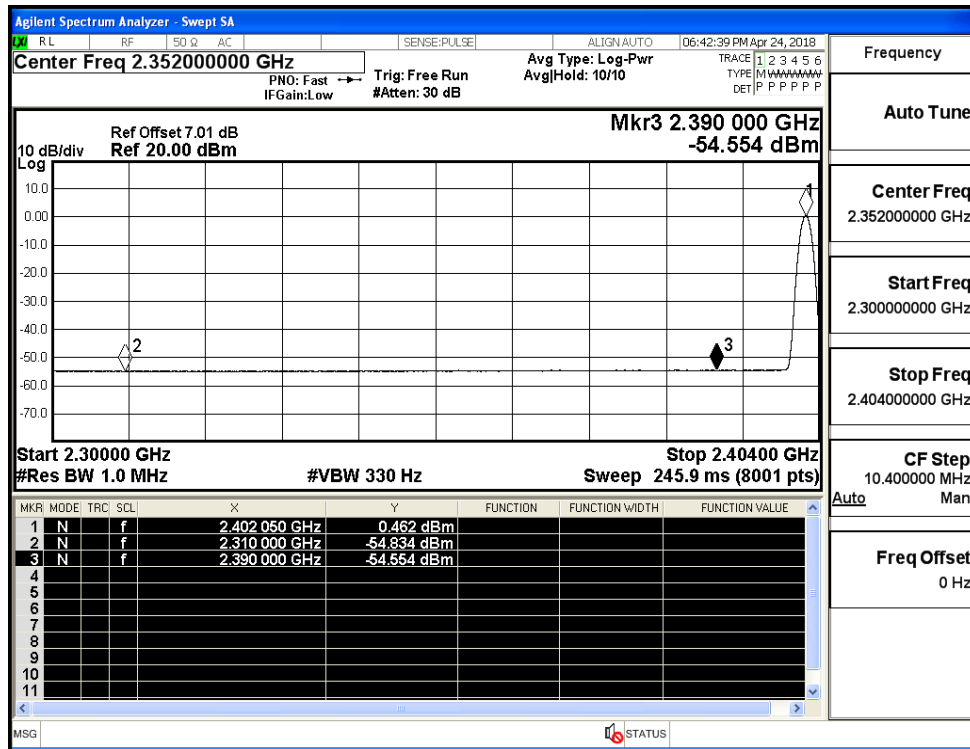 Agilent Spectrum Analyzer - Swept SA
LXI RL RF 50 Ω AC SENSE:PULSE ALIGN AUTO 06:42:39 PM Apr 24, 2018
Center Freq 2.352000000 GHz
PNO: Fast
IFGain:Low
Trig: Free Run
#Atten: 30 dB
Avg Type: Log-Pwr
Avg|Hold: 10/10
TRACE 1 2 3 4 5 6
TYPE M WWWWW
DET P P P P P P
Ref Offset 7.01 dB
10 dB/div Ref 20.00 dBm
Log
Mkr3 2.390 000 GHz
-54.554 dBm
10.0
0.00
-10.0
-20.0
-30.0
-40.0
-50.0
-60.0
-70.0
1
2
3
Start 2.30000 GHz Stop 2.40400 GHz
#Res BW 1.0 MHz #VBW 330 Hz Sweep 245.9 ms (8001 pts)
MKR MODE TRC SCL X Y FUNCTION FUNCTION WIDTH FUNCTION VALUE
1 N f 2.402 050 GHz 0.462 dBm
2 N f 2.310 000 GHz -54.834 dBm
3 N f 2.390 000 GHz -54.554 dBm
4
5
6
7
8
9
10
11
MSG STATUS
Frequency
Auto Tune
Center Freq
2.352000000 GHz
Start Freq
2.300000000 GHz
Stop Freq
2.404000000 GHz
CF Step
10.400000 MHz
Auto Man
Freq Offset
0 Hz